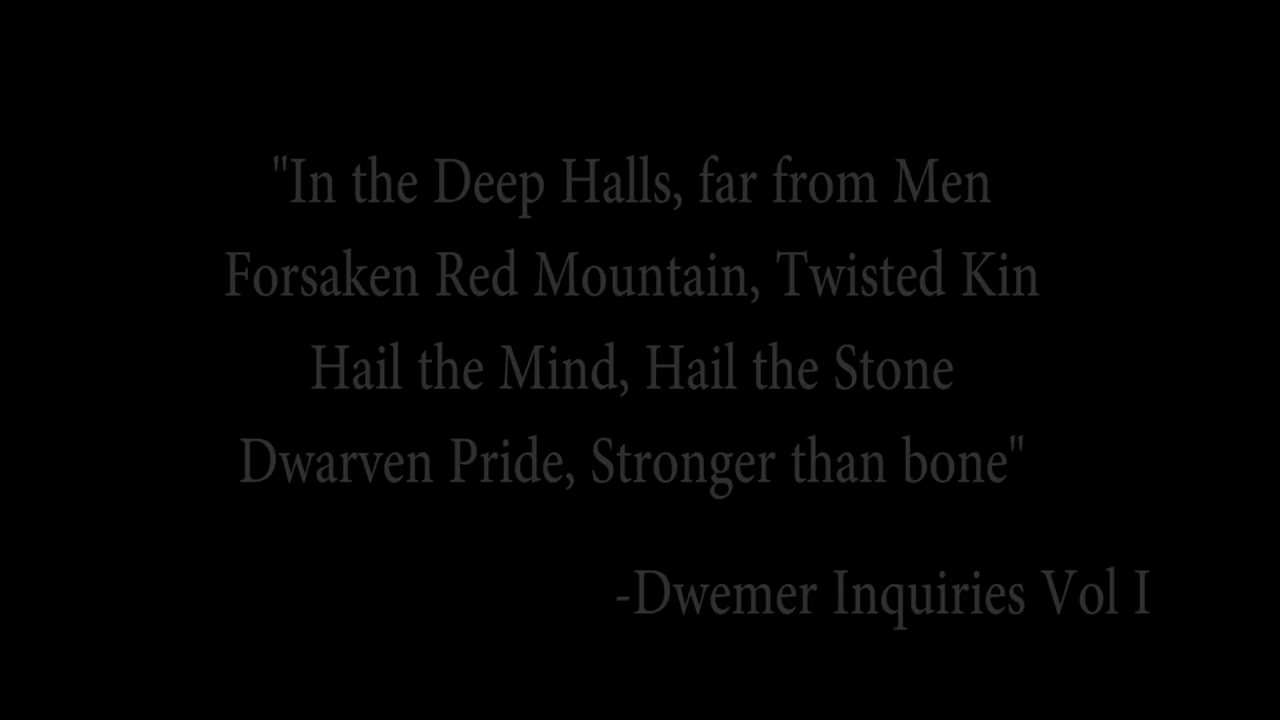 "In the Deep Halls, far from Men
Forsaken Red Mountain, Twisted Kin
Hail the Mind, Hail the Stone
Dwarven Pride, Stronger than bone"
-Dwemer Inquiries Vol I